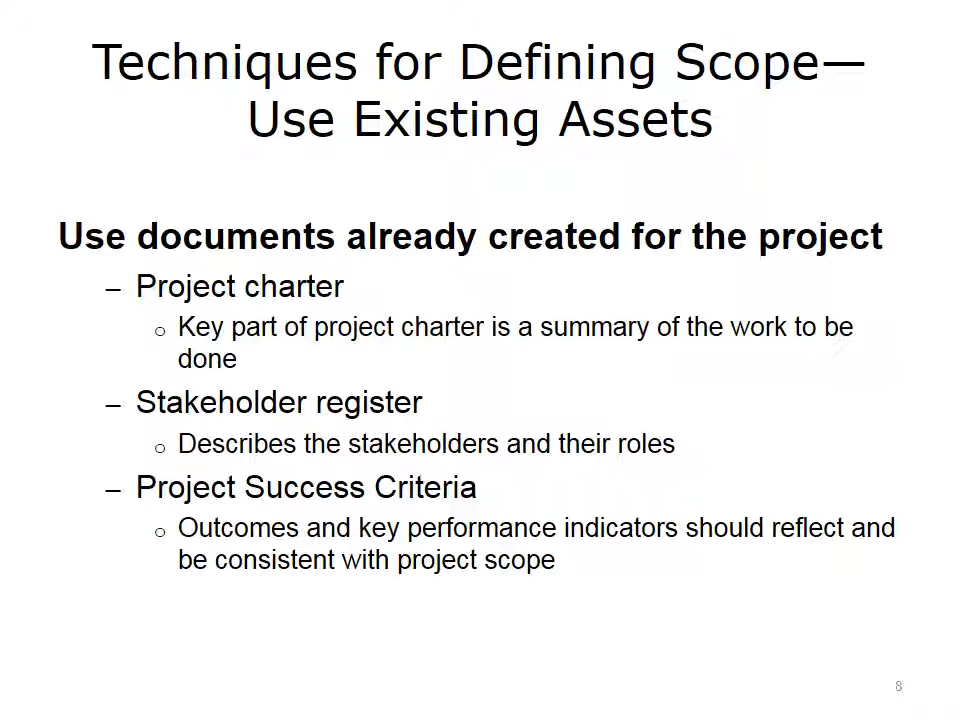 Techniques for Defining Scope—
Use Existing Assets
Use documents already created for the project
– Project charter
o Key part of project charter is a summary of the work to be
done
– Stakeholder register
o Describes the stakeholders and their roles
– Project Success Criteria
o Outcomes and key performance indicators should reflect and
be consistent with project scope
8